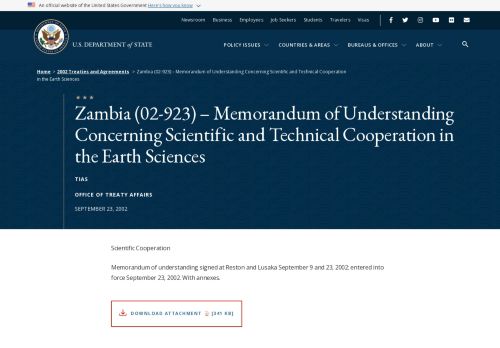 An official website of the United States Government Here's how you know
Newsroom Business Employees Job Seekers Students Travelers Visas
U.S. DEPARTMENT of STATE
POLICY ISSUES COUNTRIES & AREAS BUREAUS & OFFICES ABOUT
Home > 2002 Treaties and Agreements > Zambia (02-923) – Memorandum of Understanding Concerning Scientific and Technical Cooperation
in the Earth Sciences
Zambia (02-923) – Memorandum of Understanding
Concerning Scientific and Technical Cooperation in
the Earth Sciences
TIAS
OFFICE OF TREATY AFFAIRS
SEPTEMBER 23, 2002
Scientific Cooperation
Memorandum of understanding signed at Reston and Lusaka September 9 and 23, 2002; entered into
force September 23, 2002. With annexes.
DOWNLOAD ATTACHMENT [341 KB]